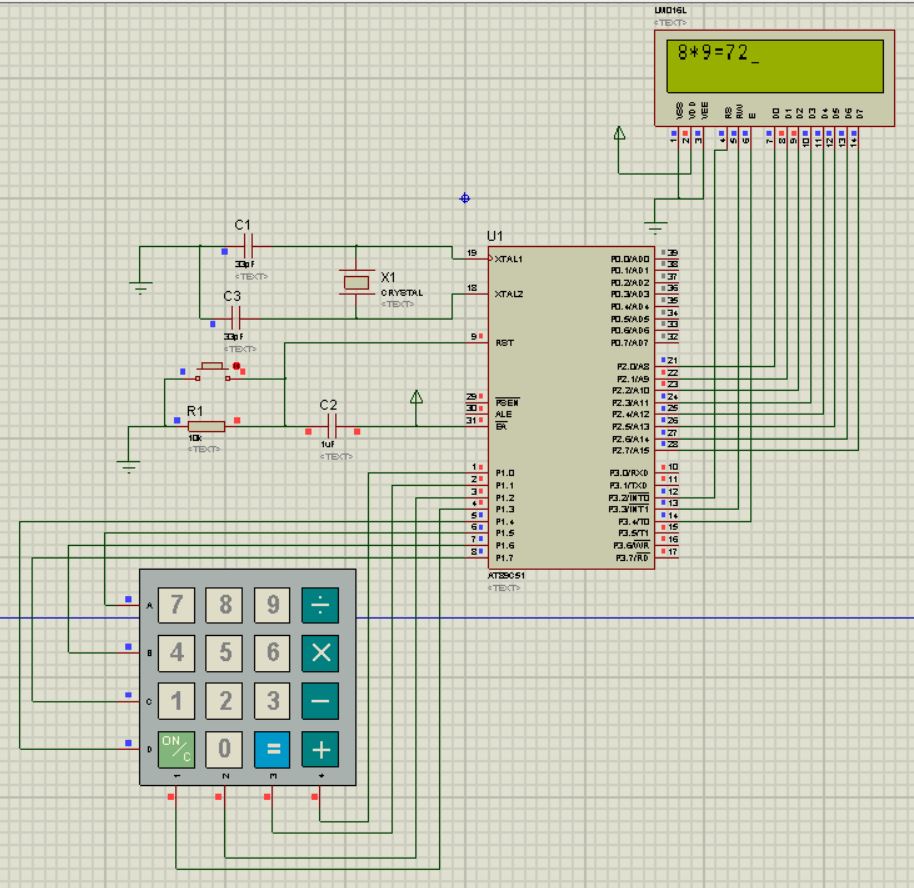 LM016L
<TEXT>
8*9=72_
VSS VDD VEE RS RW E D0 D1 D2 D3 D4 D5 D6 D7
1 2 3 4 5 6 7 8 9 10 11 12 13 14
C1
33pF
<TEXT>
X1
CRYSTAL
<TEXT>
C3
33pF
<TEXT>
R1
10k
<TEXT>
C2
1uF
<TEXT>
U1
19 XTAL1
18 XTAL2
9 RST
29 PSEN
30 ALE
31 EA
1 P1.0
2 P1.1
3 P1.2
4 P1.3
5 P1.4
6 P1.5
7 P1.6
8 P1.7
P0.0/AD0 39
P0.1/AD1 38
P0.2/AD2 37
P0.3/AD3 36
P0.4/AD4 35
P0.5/AD5 34
P0.6/AD6 33
P0.7/AD7 32
P2.0/A8 21
P2.1/A9 22
P2.2/A10 23
P2.3/A11 24
P2.4/A12 25
P2.5/A13 26
P2.6/A14 27
P2.7/A15 28
P3.0/RXD 10
P3.1/TXD 11
P3.2/INT0 12
P3.3/INT1 13
P3.4/T0 14
P3.5/T1 15
P3.6/WR 16
P3.7/RD 17
AT89C51
<TEXT>
A 7 8 9 ÷
B 4 5 6 ×
C 1 2 3 −
D ON/C 0 = +
1 2 3 4